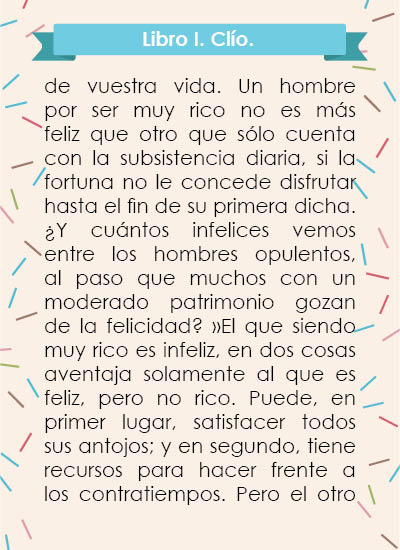 Libro I. Clío.
de vuestra vida. Un hombre
por ser muy rico no es más
feliz que otro que sólo cuenta
con la subsistencia diaria, si la
fortuna no le concede disfrutar
hasta el fin de su primera dicha.
¿Y cuántos infelices vemos
entre los hombres opulentos,
al paso que muchos con un
moderado patrimonio gozan
de la felicidad? »El que siendo
muy rico es infeliz, en dos cosas
aventaja solamente al que es
feliz, pero no rico. Puede, en
primer lugar, satisfacer todos
sus antojos; y en segundo, tiene
recursos para hacer frente a
los contratiempos. Pero el otro